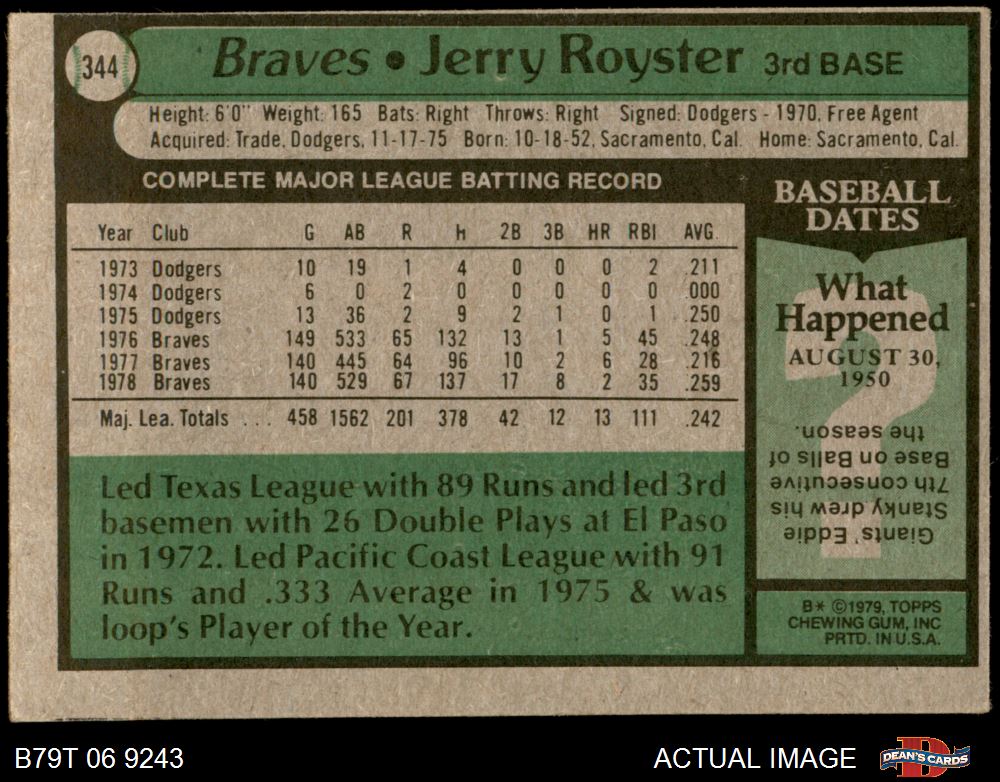 344
Braves • Jerry Royster 3rd BASE
Height: 6'0" Weight: 165 Bats: Right Throws: Right Signed: Dodgers - 1970, Free Agent
Acquired: Trade, Dodgers, 11-17-75 Born: 10-18-52, Sacramento, Cal. Home: Sacramento, Cal.
COMPLETE MAJOR LEAGUE BATTING RECORD
Year Club G AB R h 2B 3B HR RBI AVG.
1973 Dodgers 10 19 1 4 0 0 0 2 .211
1974 Dodgers 6 0 2 0 0 0 0 0 .000
1975 Dodgers 13 36 2 9 2 1 0 1 .250
1976 Braves 149 533 65 132 13 1 5 45 .248
1977 Braves 140 445 64 96 10 2 6 28 .216
1978 Braves 140 529 67 137 17 8 2 35 .259
Maj. Lea. Totals ... 458 1562 201 378 42 12 13 111 .242
Led Texas League with 89 Runs and led 3rd
basemen with 26 Double Plays at El Paso
in 1972. Led Pacific Coast League with 91
Runs and .333 Average in 1975 & was
loop's Player of the Year.
BASEBALL
DATES
What
Happened
AUGUST 30,
1950
?
Giants' Eddie
Stanky drew his
7th consecutive
Base on Balls of
the season.
B* ©1979, TOPPS
CHEWING GUM, INC
PRTD. IN U.S.A.
B79T 06 9243
ACTUAL IMAGE
DEAN'S CARDS